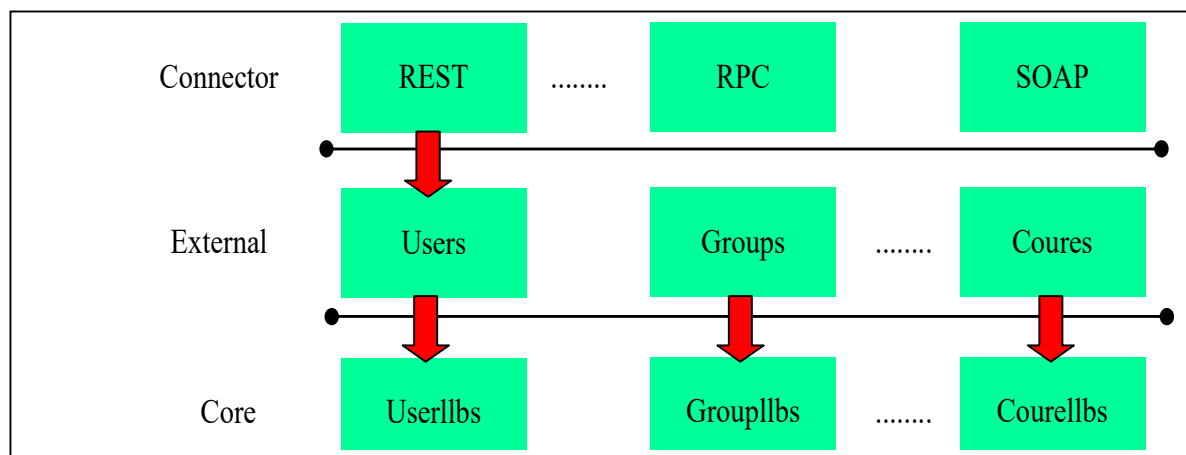 Connector REST ........ RPC SOAP
External Users Groups ........ Coures
Core Userllbs Groupllbs ........ Courellbs